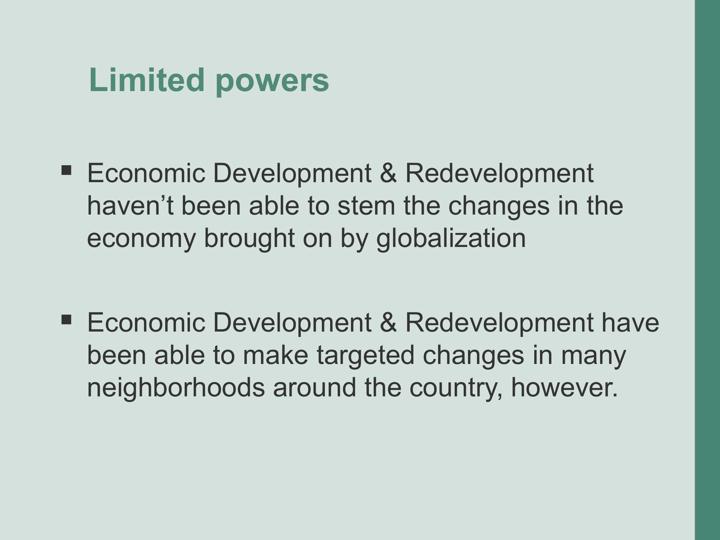 Limited powers
▪ Economic Development & Redevelopment
haven’t been able to stem the changes in the
economy brought on by globalization
▪ Economic Development & Redevelopment have
been able to make targeted changes in many
neighborhoods around the country, however.